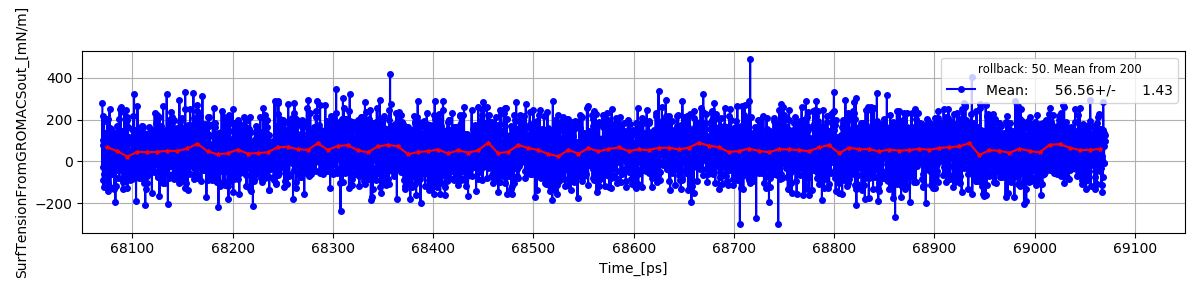 SurfTensionFromGROMACSout_[mN/m]
400
200
0
−200
rollback: 50. Mean from 200
Mean: 56.56+/- 1.43
68100 68200 68300 68400 68500 68600 68700 68800 68900 69000 69100
Time_[ps]